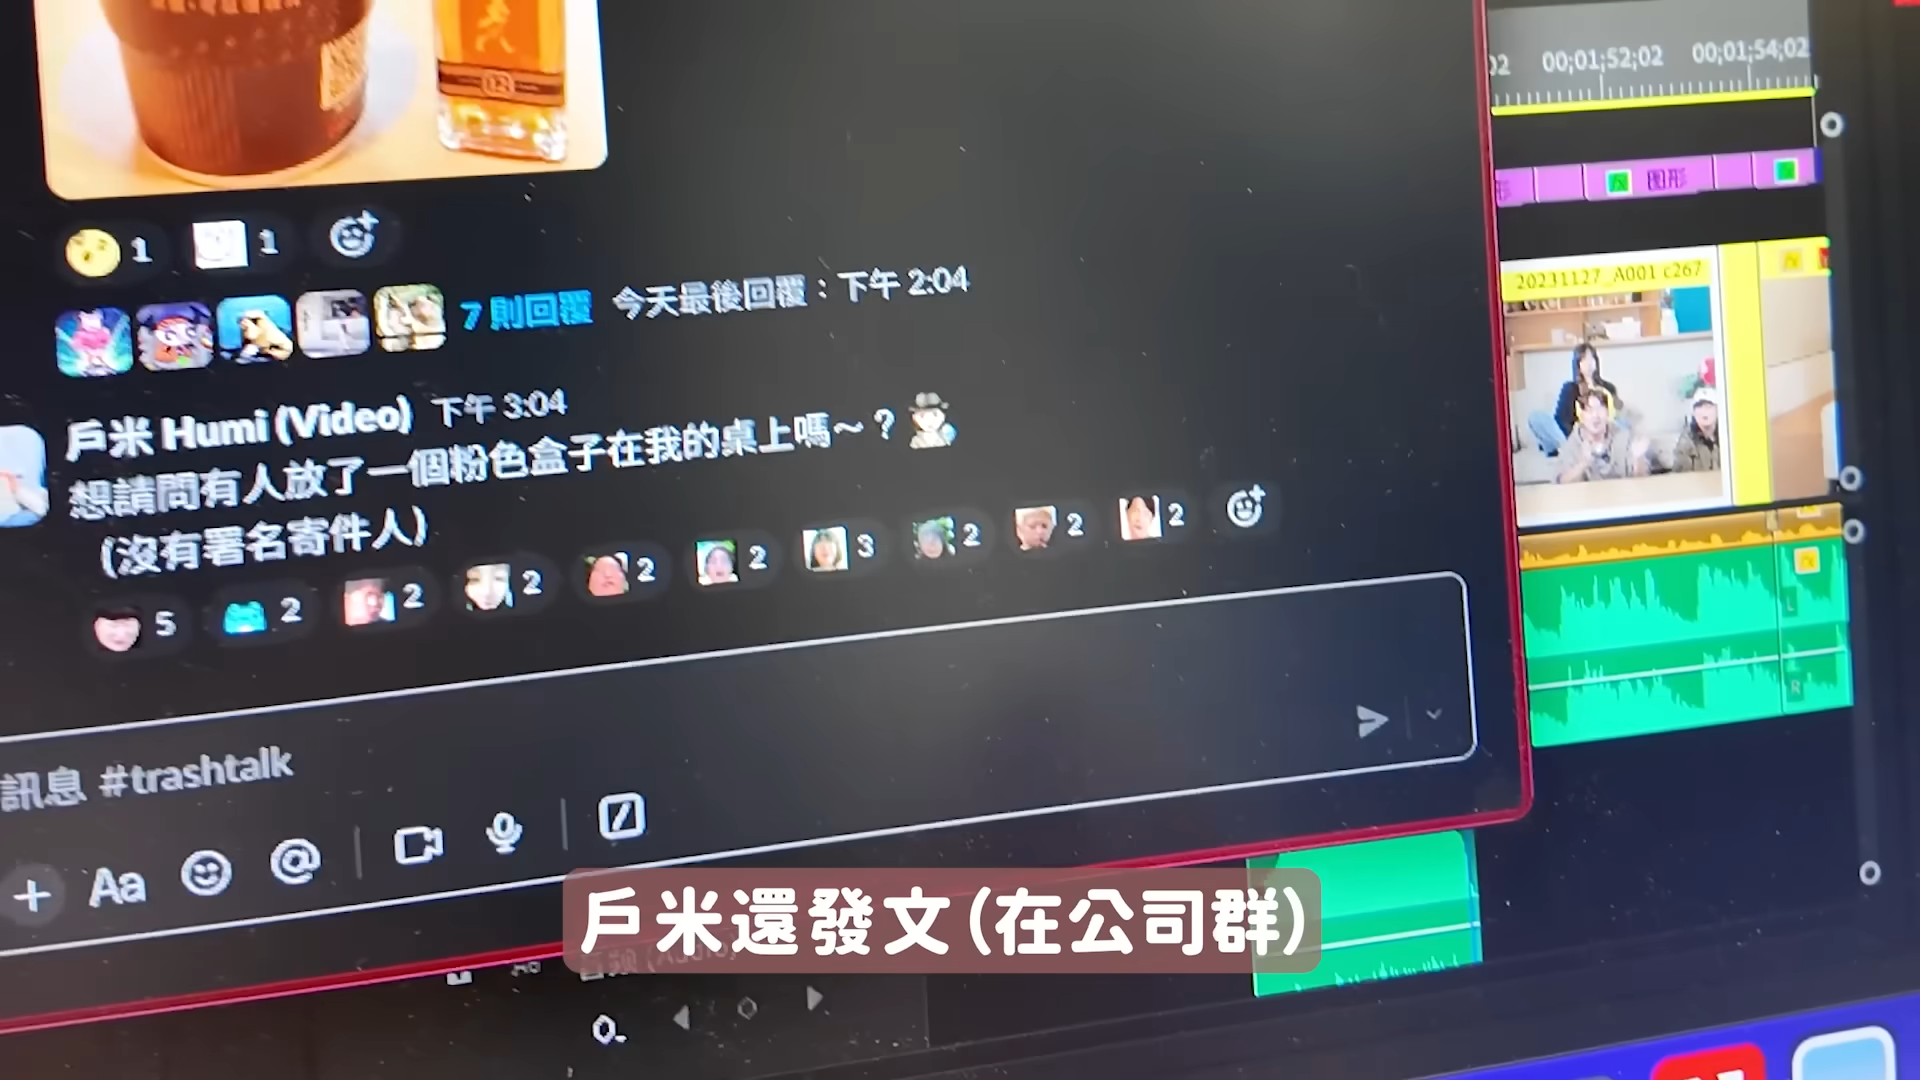 12
00;01;52;02
00;01;54;02
图形
1
1
7 則回覆 今天最後回覆：下午 2:04
20231127_A001 c267
戶米 Humi (Video) 下午 3:04
想請問有人放了一個粉色盒子在我的桌上嗎～？
(沒有署名寄件人)
5 2 2 2 2 2 3 2 2 2
L
R
訊息 #trashtalk
Aa
戶米還發文(在公司群)